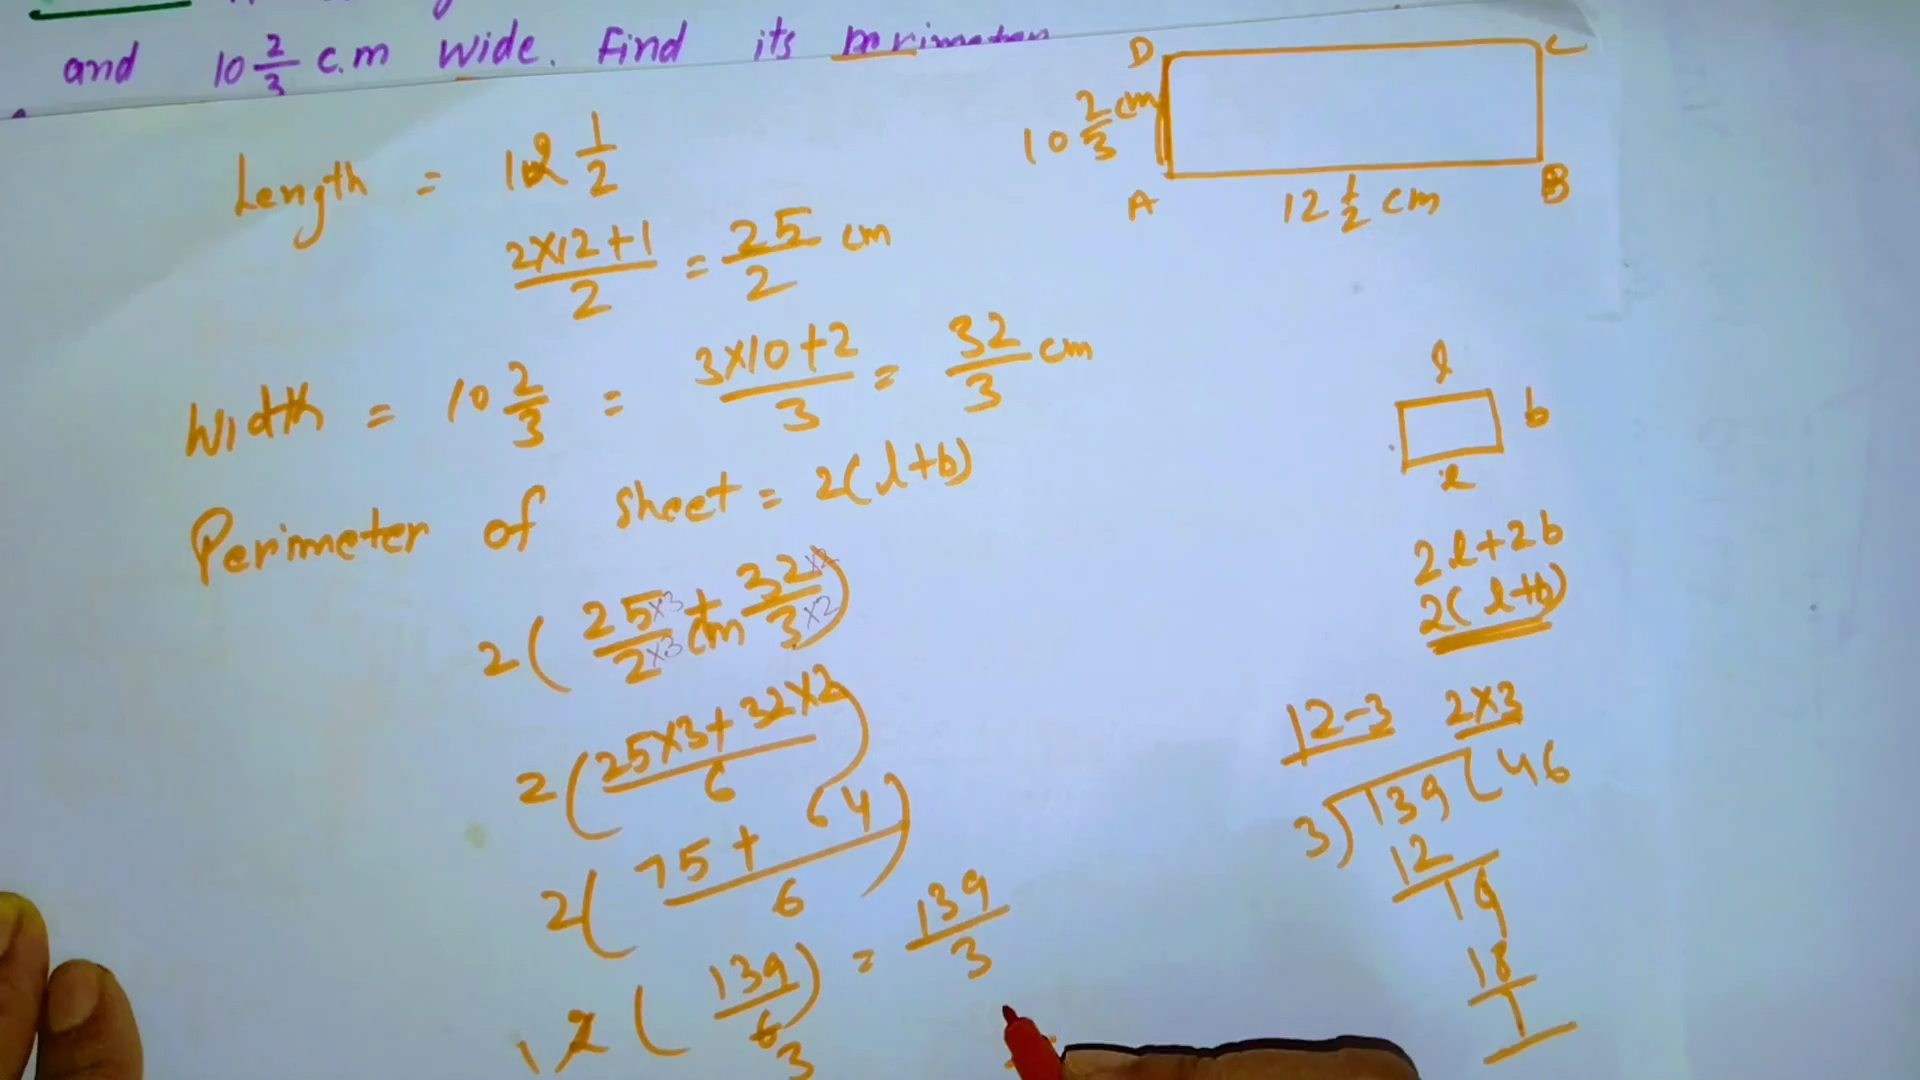 and 10 2/3 c.m wide. Find its perimeter
Length = 12 1/2
(2×12+1)/2 = 25/2 cm
Width = 10 2/3 = (3×10+2)/3 = 32/3 cm
Perimeter of sheet = 2(l+b)
2(25×3/2×3 cm + 32×2/3×2)
2(25×3+32×2/6)
2(75+64/6)
1 2(139/6) = 139/3
3
D C
10 2/3 cm
A 12 1/2 cm B
l
b
l
2l+2b
2(l+b)
12-3 2×3
3)139(46
12
19
18
1